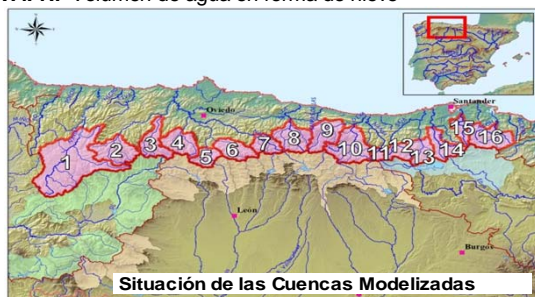 Volumen de agua en forma de nieve
Santander
Oviedo
1
2
3
4
5
6
7
8
9
10
11
12
13
14
15
16
León
Burgos
Situación de las Cuencas Modelizadas